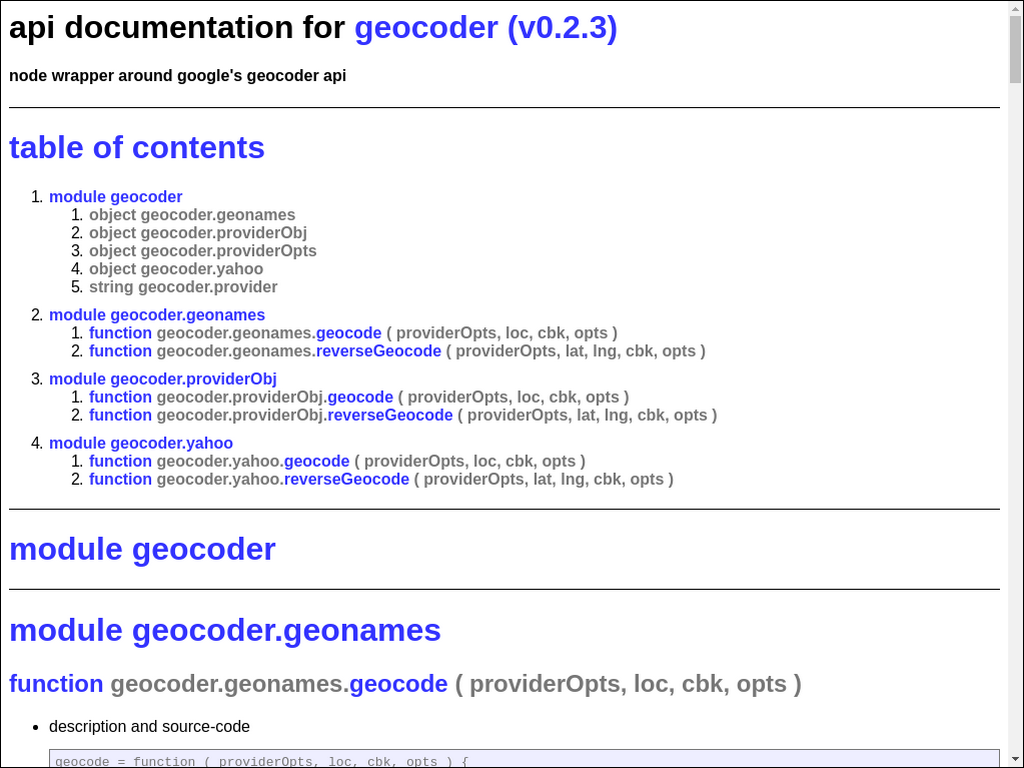 api documentation for geocoder (v0.2.3)
node wrapper around google's geocoder api
table of contents
1. module geocoder
1. object geocoder.geonames
2. object geocoder.providerObj
3. object geocoder.providerOpts
4. object geocoder.yahoo
5. string geocoder.provider
2. module geocoder.geonames
1. function geocoder.geonames.geocode ( providerOpts, loc, cbk, opts )
2. function geocoder.geonames.reverseGeocode ( providerOpts, lat, lng, cbk, opts )
3. module geocoder.providerObj
1. function geocoder.providerObj.geocode ( providerOpts, loc, cbk, opts )
2. function geocoder.providerObj.reverseGeocode ( providerOpts, lat, lng, cbk, opts )
4. module geocoder.yahoo
1. function geocoder.yahoo.geocode ( providerOpts, loc, cbk, opts )
2. function geocoder.yahoo.reverseGeocode ( providerOpts, lat, lng, cbk, opts )
module geocoder
module geocoder.geonames
function geocoder.geonames.geocode ( providerOpts, loc, cbk, opts )
• description and source-code
geocode = function ( providerOpts, loc, cbk, opts ) {